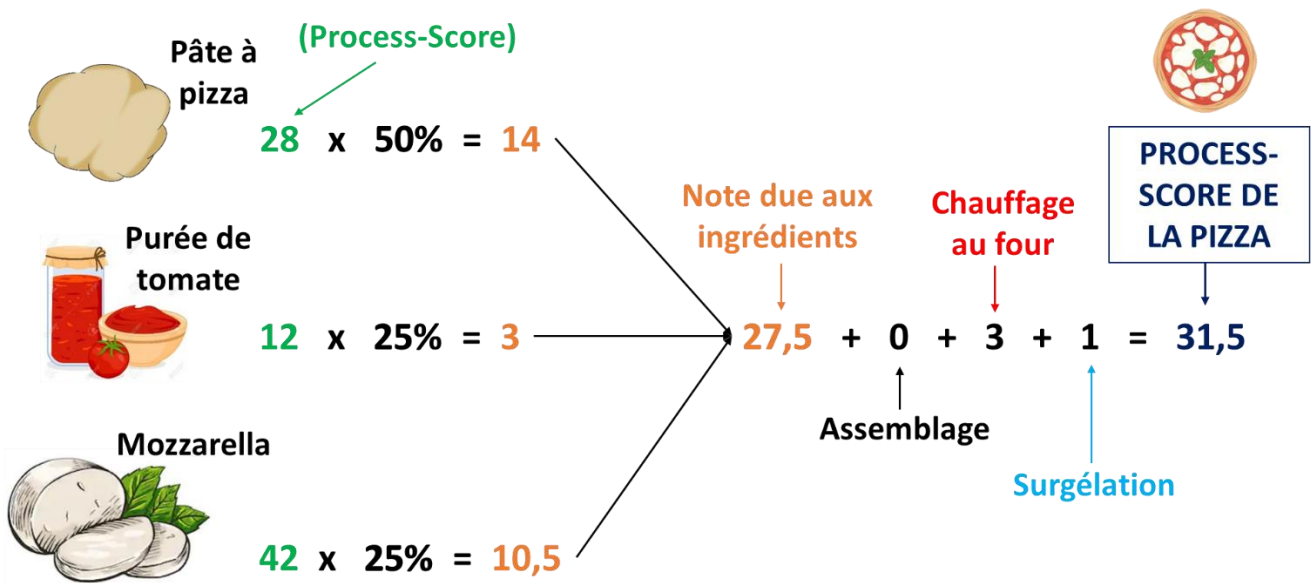 (Process-Score)
Pâte à
pizza
28 x 50% = 14
Purée de
tomate
12 x 25% = 3
Mozzarella
42 x 25% = 10,5
Note due aux
ingrédients
Chauffage
au four
PROCESS-
SCORE DE
LA PIZZA
27,5 + 0 + 3 + 1 = 31,5
Assemblage
Surgélation